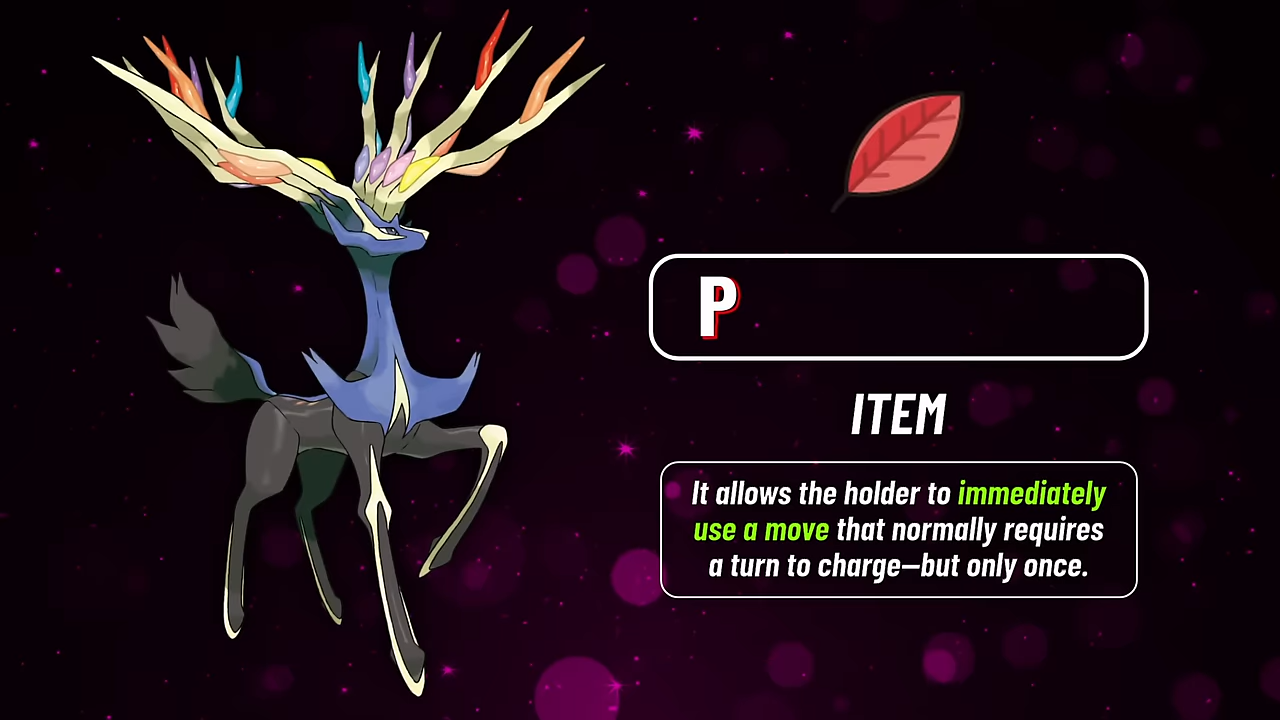 P
ITEM
It allows the holder to immediately
use a move that normally requires
a turn to charge—but only once.